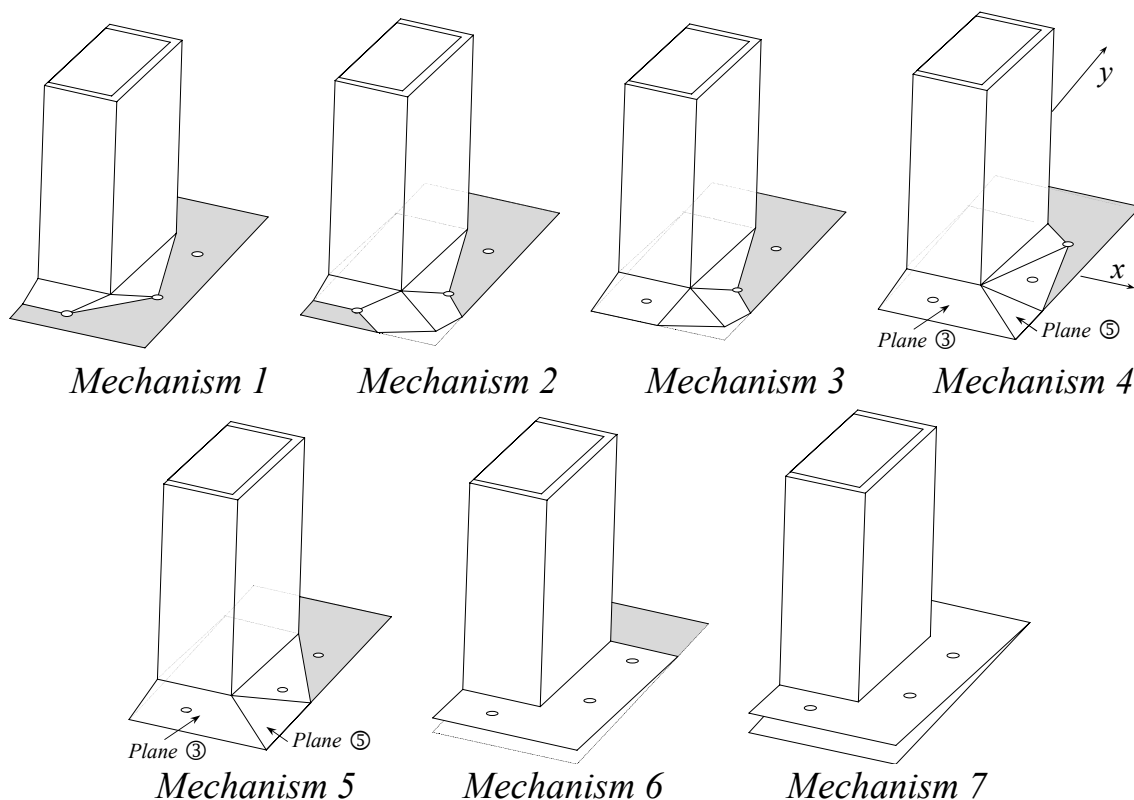 y
x
Plane ③
Plane ⑤
Mechanism 1
Mechanism 2
Mechanism 3
Mechanism 4
Plane ③
Plane ⑤
Mechanism 5
Mechanism 6
Mechanism 7